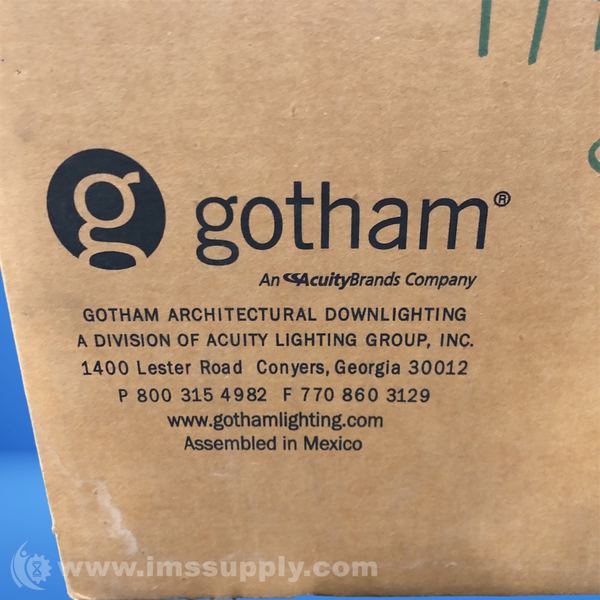 g gotham®
An AcuityBrands Company
GOTHAM ARCHITECTURAL DOWNLIGHTING
A DIVISION OF ACUITY LIGHTING GROUP, INC.
1400 Lester Road Conyers, Georgia 30012
P 800 315 4982 F 770 860 3129
www.gothamlighting.com
Assembled in Mexico
www.imssupply.com